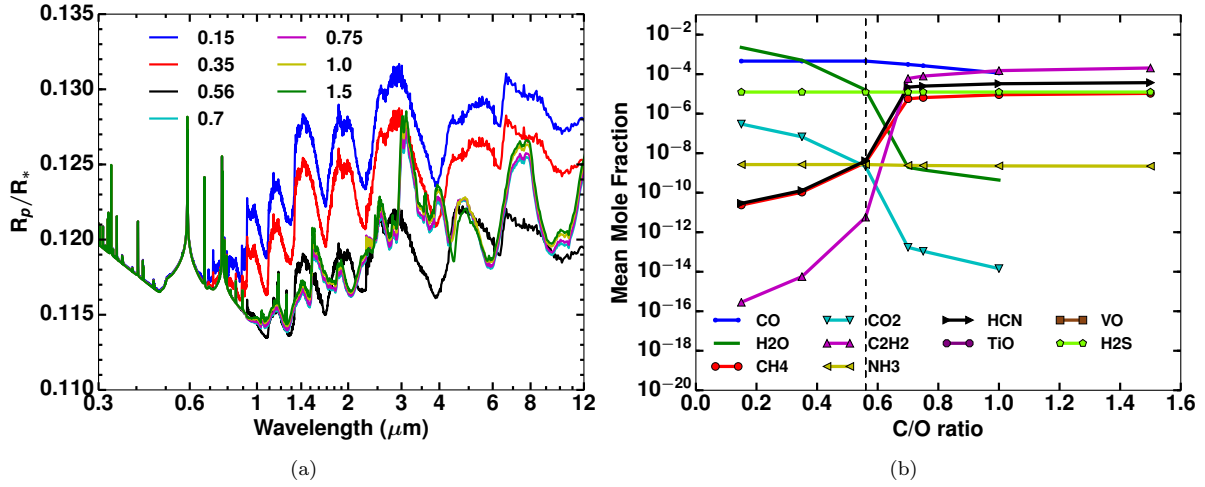 0.135
0.130
0.125
0.120
0.115
0.110
R_p/R_*
0.15
0.35
0.56
0.7
0.75
1.0
1.5
0.3 0.6 1 1.4 2 3 4 6 8 12
Wavelength (μm)
(a)
10^-2
10^-4
10^-6
10^-8
10^-10
10^-12
10^-14
10^-16
10^-18
10^-20
Mean Mole Fraction
CO
H2O
CH4
CO2
C2H2
NH3
HCN
TiO
VO
H2S
0.0 0.2 0.4 0.6 0.8 1.0 1.2 1.4 1.6
C/O ratio
(b)